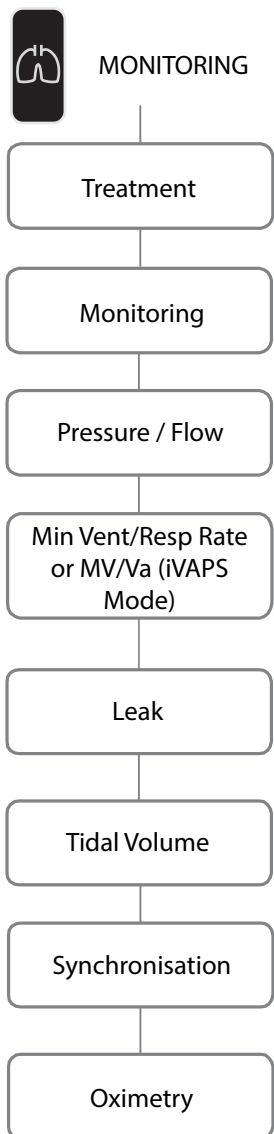 MONITORING
Treatment
Monitoring
Pressure / Flow
Min Vent/Resp Rate
or MV/Va (iVAPS
Mode)
Leak
Tidal Volume
Synchronisation
Oximetry